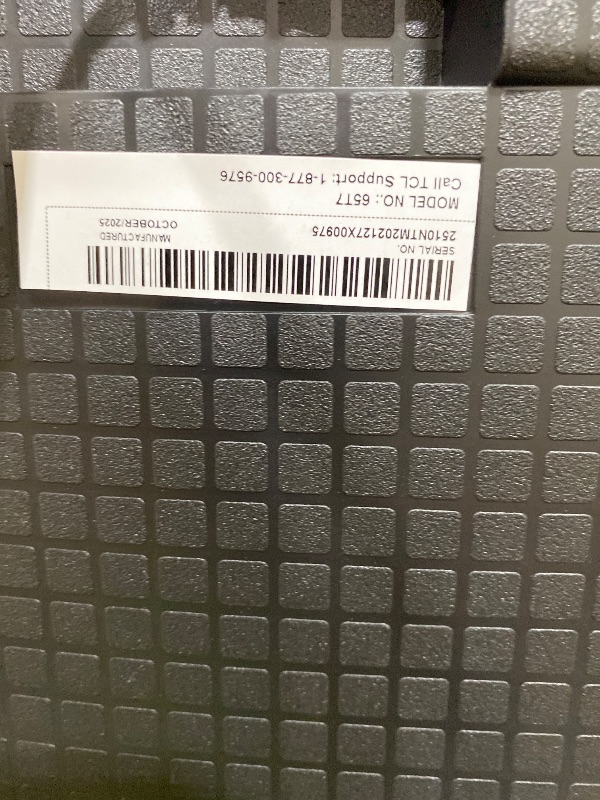 SERIAL NO.
2510NTM202127X00975
MANUFACTURED
OCTOBER/2025
MODEL NO.: 65T7
Call TCL Support: 1-877-300-9576